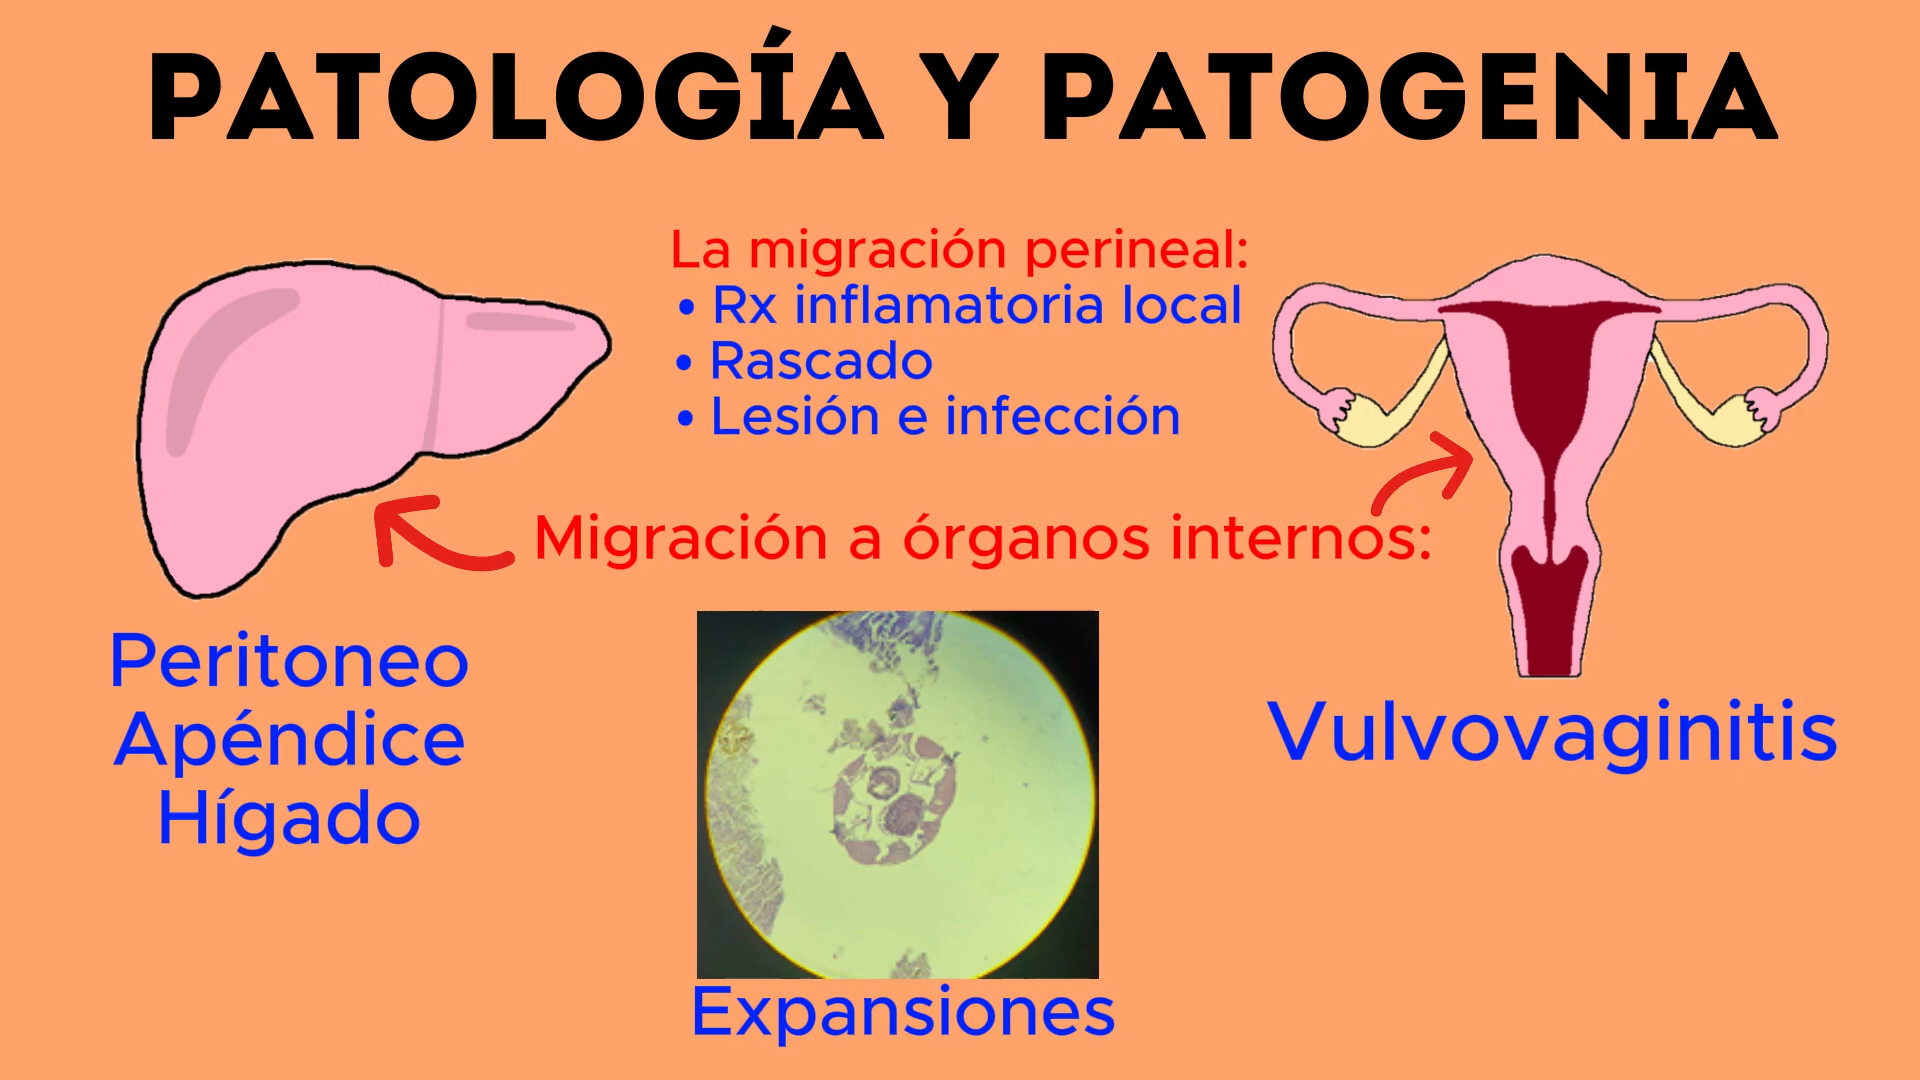 PATOLOGÍA Y PATOGENIA
La migración perineal:
• Rx inflamatoria local
• Rascado
• Lesión e infección
Migración a órganos internos:
Peritoneo
Apéndice
Hígado
Vulvovaginitis
Expansiones